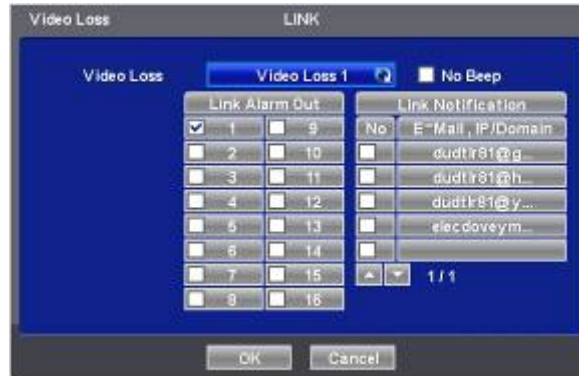 Video Loss LINK
Video Loss Video Loss 1 No Beep
Link Alarm Out Link Notification
1 9 No E-Mail , IP/Domain
2 10 dudtlr81@g...
3 11 dudtlr81@h...
4 12 dudtlr81@y...
5 13 elecdoveym...
6 14
7 15 1 / 1
8 16
OK Cancel